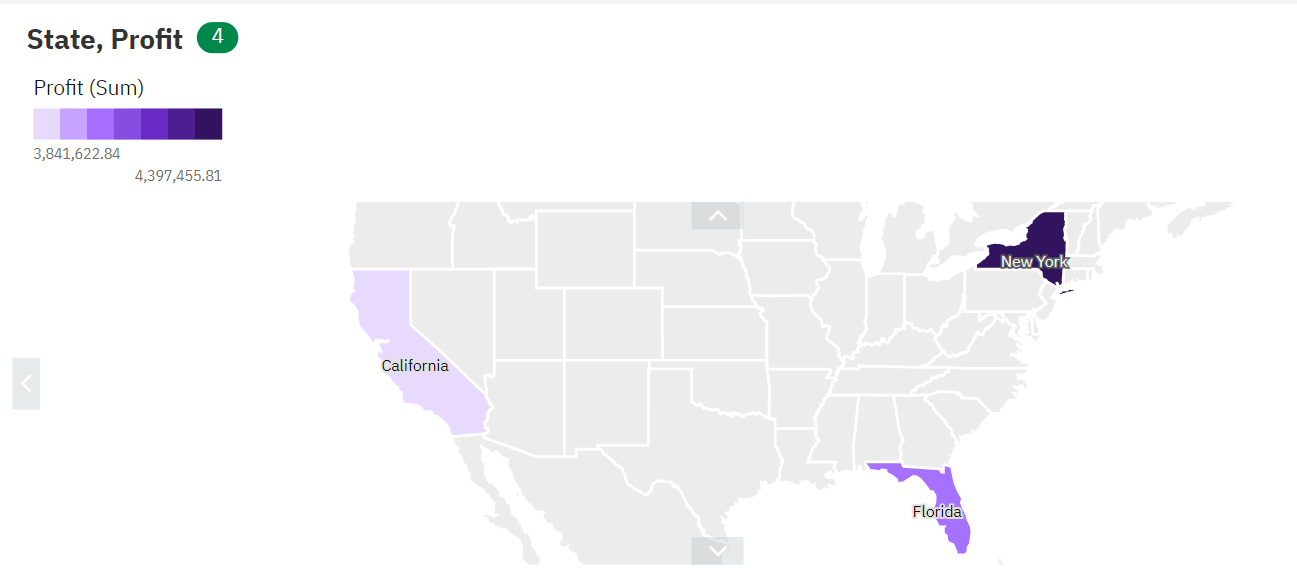 State, Profit 4
Profit (Sum)
3,841,622.84
4,397,455.81
New York
California
Florida